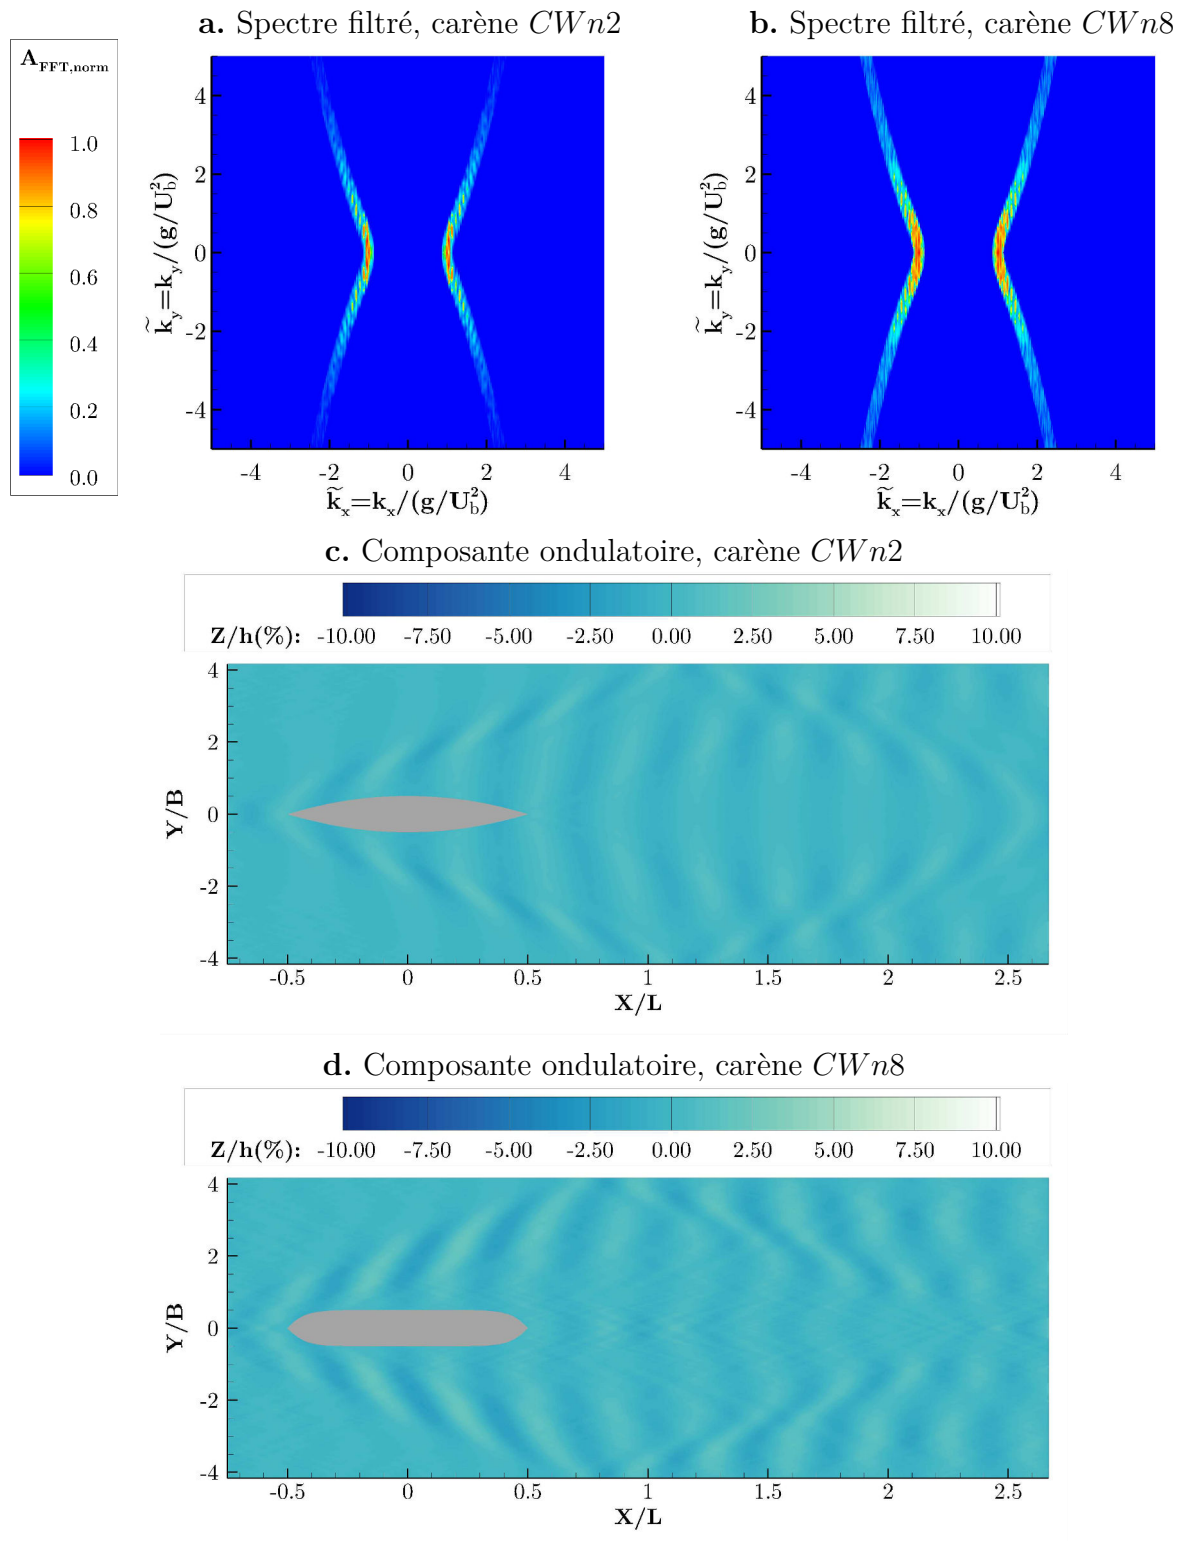 a. Spectre filtré, carène CWn2
b. Spectre filtré, carène CWn8
A_FFT,norm
1.0
0.8
0.6
0.4
0.2
0.0
k̃_y=k_y/(g/U_b^2)
4
2
0
-2
-4
-4 -2 0 2 4
k̃_x=k_x/(g/U_b^2)
k̃_y=k_y/(g/U_b^2)
4
2
0
-2
-4
-4 -2 0 2 4
k̃_x=k_x/(g/U_b^2)
c. Composante ondulatoire, carène CWn2
Z/h(%): -10.00 -7.50 -5.00 -2.50 0.00 2.50 5.00 7.50 10.00
Y/B
4
2
0
-2
-4
-0.5 0 0.5 1 1.5 2 2.5
X/L
d. Composante ondulatoire, carène CWn8
Z/h(%): -10.00 -7.50 -5.00 -2.50 0.00 2.50 5.00 7.50 10.00
Y/B
4
2
0
-2
-4
-0.5 0 0.5 1 1.5 2 2.5
X/L